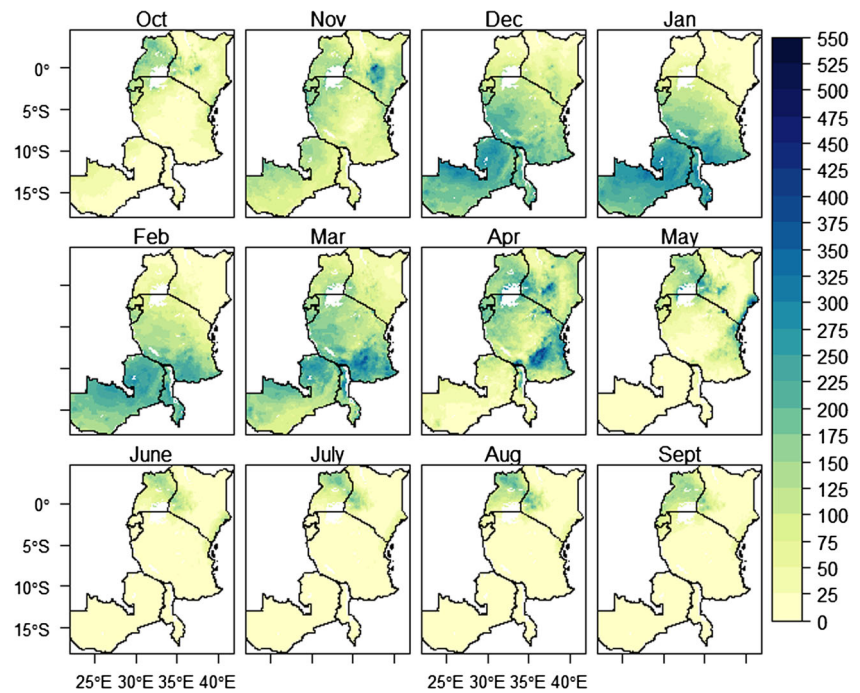 Oct Nov Dec Jan
0°
5°S
10°S
15°S
Feb Mar Apr May
June July Aug Sept
0°
5°S
10°S
15°S
25°E 30°E 35°E 40°E 25°E 30°E 35°E 40°E
550
525
500
475
450
425
400
375
350
325
300
275
250
225
200
175
150
125
100
75
50
25
0